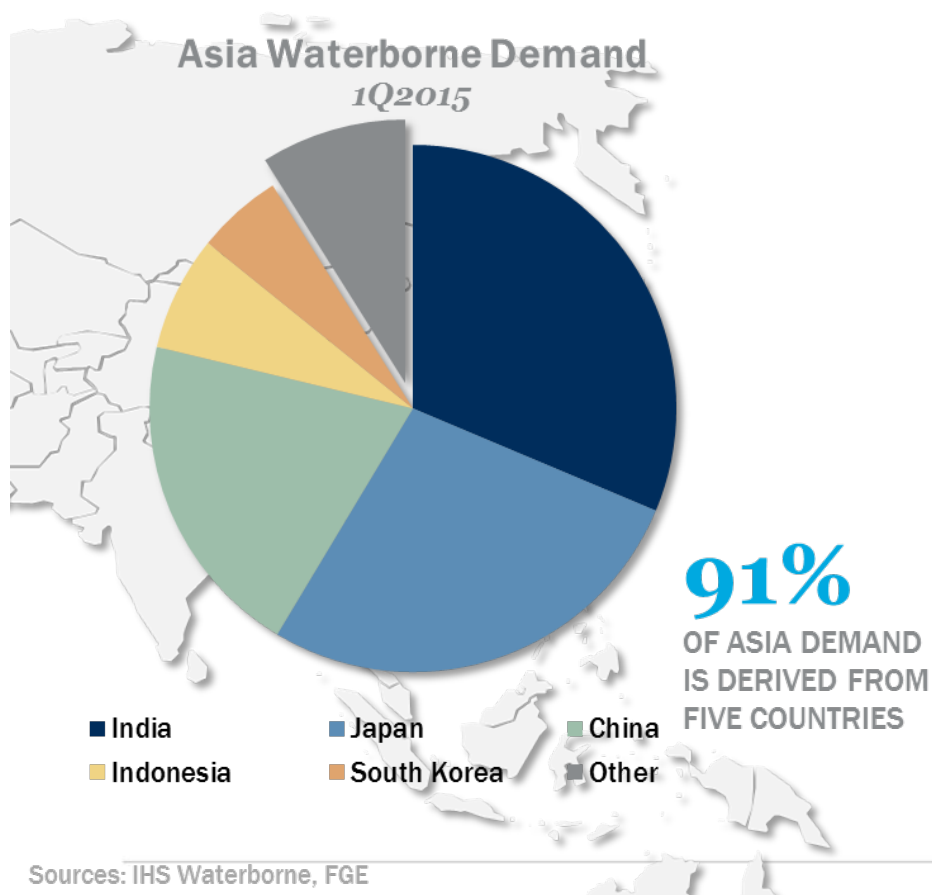 Asia Waterborne Demand
1Q2015
91%
OF ASIA DEMAND
IS DERIVED FROM
FIVE COUNTRIES
India Japan China
Indonesia South Korea Other
Sources: IHS Waterborne, FGE